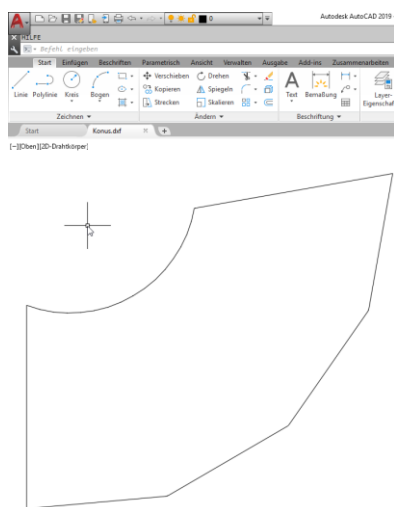 A
0
Autodesk AutoCAD 2019 -
HILFE
Befehl eingeben
Start Einfügen Beschriften Parametrisch Ansicht Verwalten Ausgabe Add-ins Zusammenarbeiten
Linie Polylinie Kreis Bogen
Verschieben Drehen
Kopieren Spiegeln
Strecken Skalieren
A
Text Bemaßung
Layer-
Eigenschaf
Zeichnen Ändern Beschriftung
Start Konus.dxf
[−][Oben][2D-Drahtkörper]